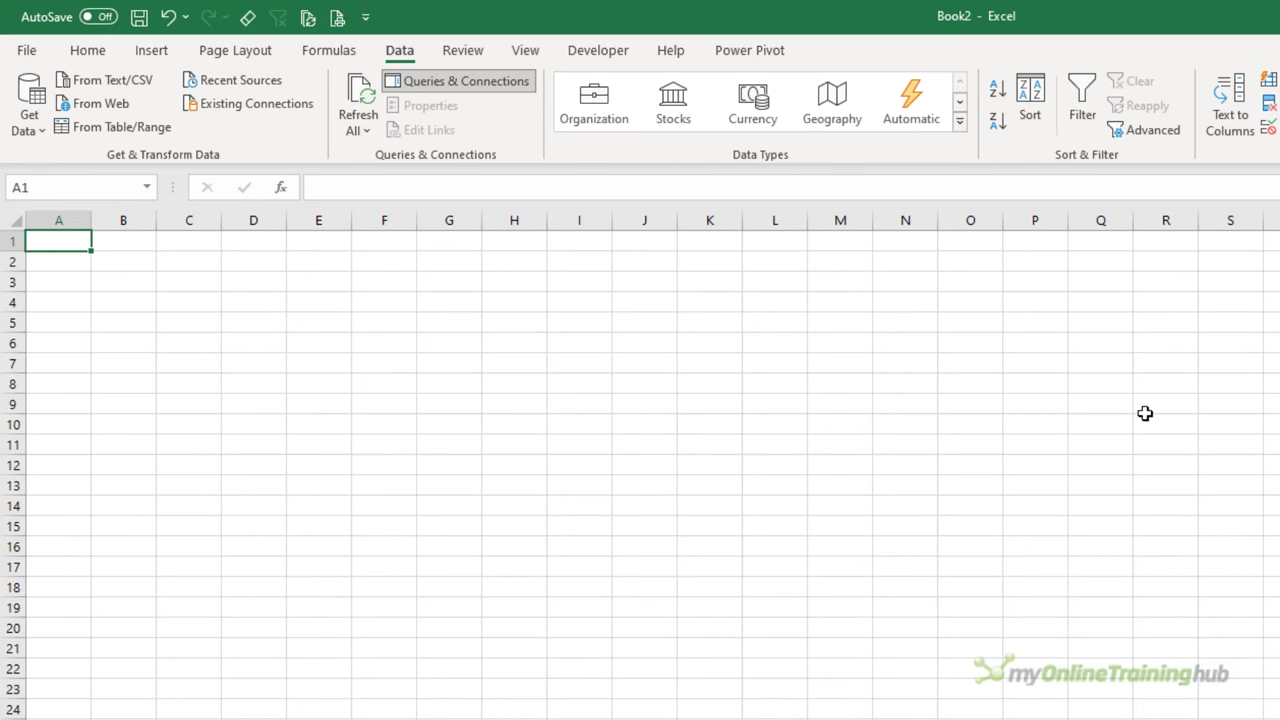 AutoSave Off
Book2 - Excel
File Home Insert Page Layout Formulas Data Review View Developer Help Power Pivot
Get Data
From Text/CSV
From Web
From Table/Range
Recent Sources
Existing Connections
Get & Transform Data
Refresh All
Queries & Connections
Properties
Edit Links
Queries & Connections
Organization
Stocks
Currency
Geography
Automatic
Data Types
Sort
Filter
Clear
Reapply
Advanced
Sort & Filter
Text to Columns
A1
fx
A B C D E F G H I J K L M N O P Q R S
1
2
3
4
5
6
7
8
9
10
11
12
13
14
15
16
17
18
19
20
21
22
23
24
myOnlineTraininghub